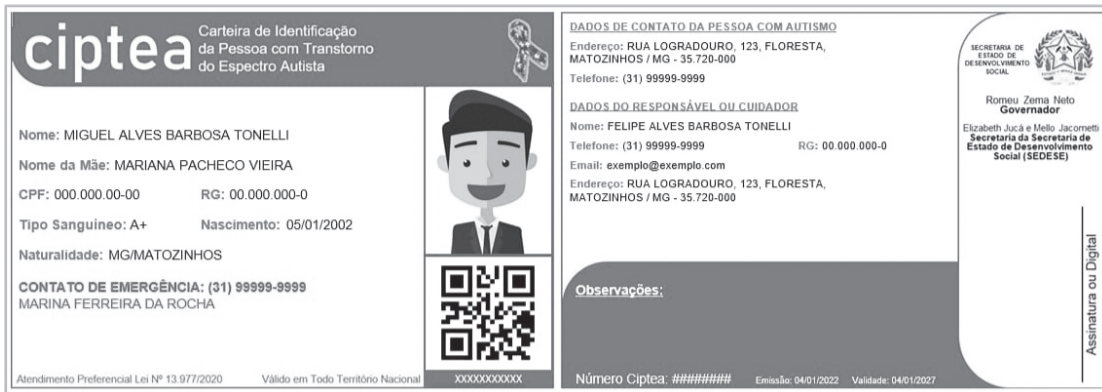 ciptea
Carteira de Identificação
da Pessoa com Transtorno
do Espectro Autista
Nome: MIGUEL ALVES BARBOSA TONELLI
Nome da Mãe: MARIANA PACHECO VIEIRA
CPF: 000.000.00-00 RG: 00.000.000-0
Tipo Sanguíneo: A+ Nascimento: 05/01/2002
Naturalidade: MG/MATOZINHOS
CONTATO DE EMERGÊNCIA: (31) 99999-9999
MARINA FERREIRA DA ROCHA
Atendimento Preferencial Lei Nº 13.977/2020 Válido em Todo Território Nacional
XXXXXXXXXXX
DADOS DE CONTATO DA PESSOA COM AUTISMO
Endereço: RUA LOGRADOURO, 123, FLORESTA,
MATOZINHOS / MG - 35.720-000
Telefone: (31) 99999-9999
DADOS DO RESPONSÁVEL OU CUIDADOR
Nome: FELIPE ALVES BARBOSA TONELLI
Telefone: (31) 99999-9999 RG: 00.000.000-0
Email: exemplo@exemplo.com
Endereço: RUA LOGRADOURO, 123, FLORESTA,
MATOZINHOS / MG - 35.720-000
Observações:
Número Ciptea: ######## Emissão: 04/01/2022 Validade: 04/01/2027
SECRETARIA DE
ESTADO DE
DESENVOLVIMENTO
SOCIAL
Romeu Zema Neto
Governador
Elizabeth Jucá e Mello Jacometti
Secretaria da Secretaria de
Estado de Desenvolvimento
Social (SEDESE)
Assinatura ou Digital